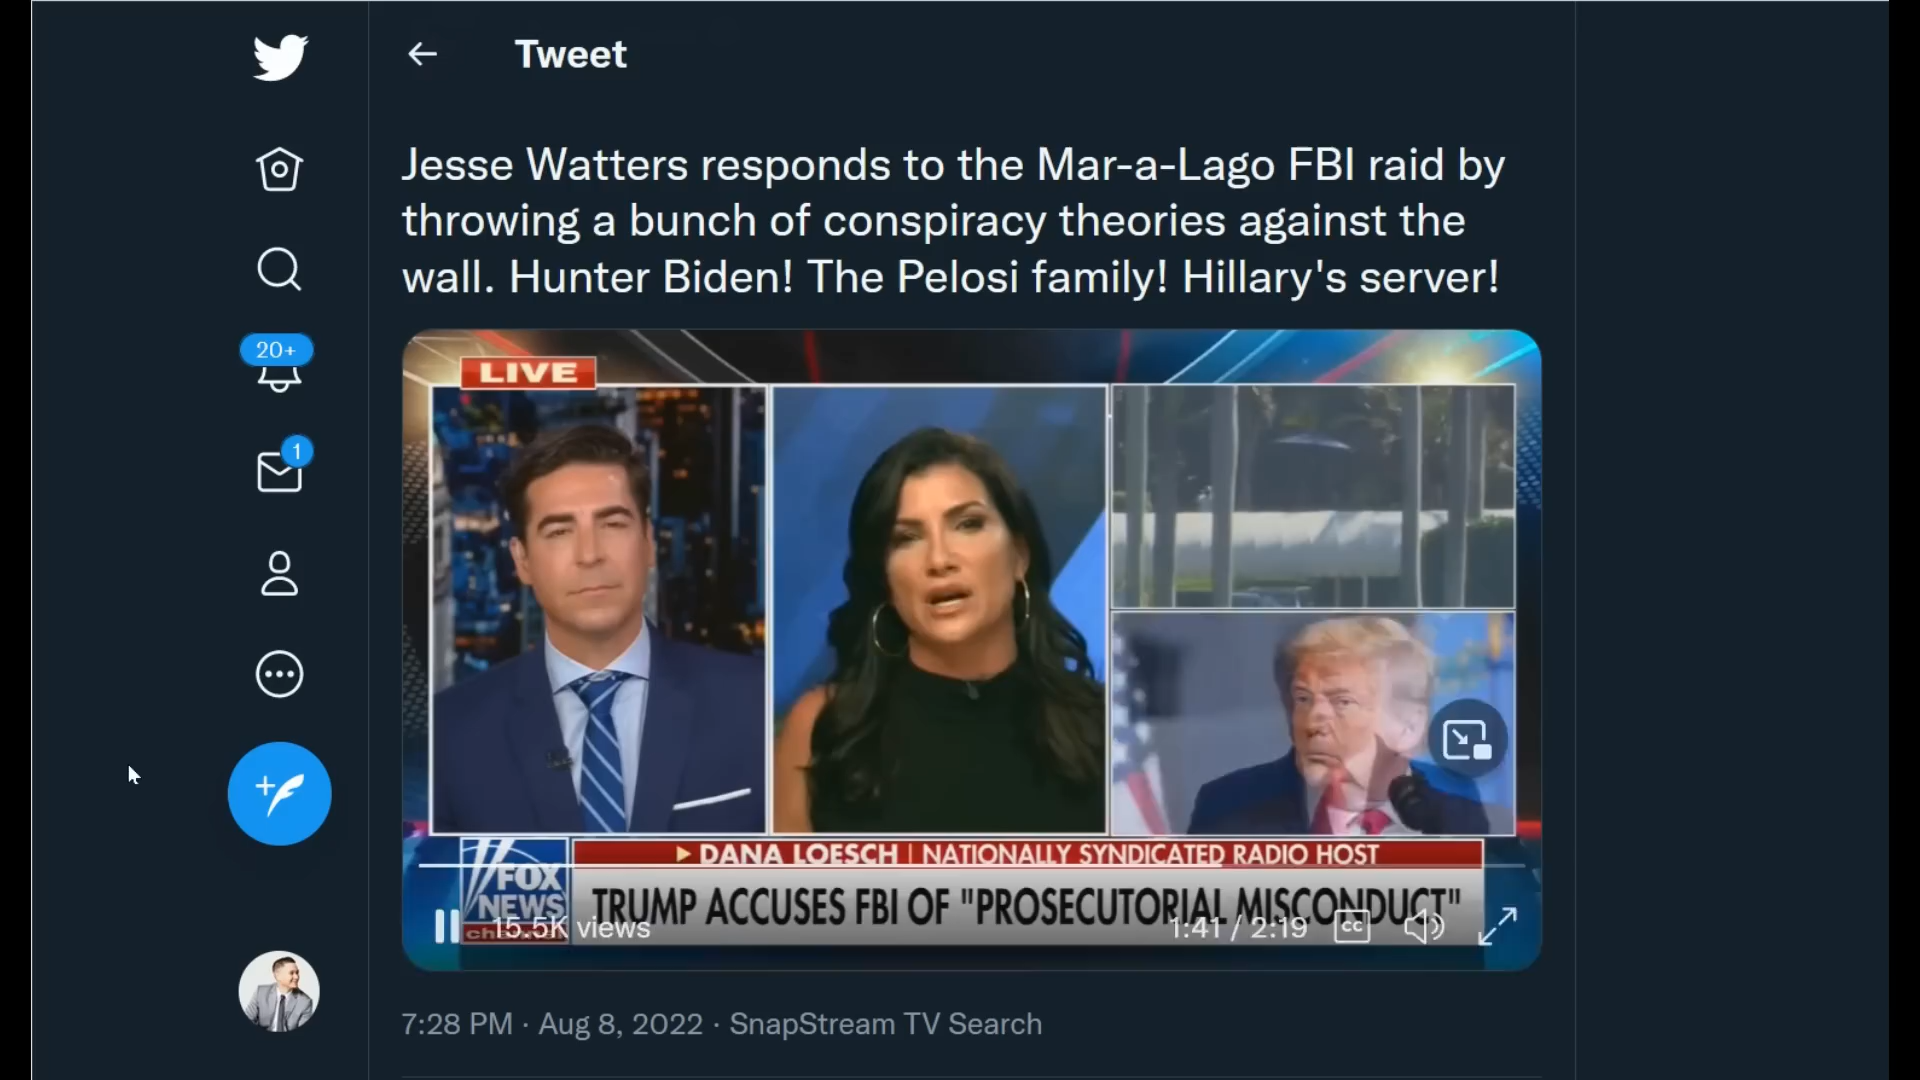 Tweet
Jesse Watters responds to the Mar-a-Lago FBI raid by
throwing a bunch of conspiracy theories against the
wall. Hunter Biden! The Pelosi family! Hillary's server!
20+
1
LIVE
DANA LOESCH | NATIONALLY SYNDICATED RADIO HOST
FOX
NEWS
channel
TRUMP ACCUSES FBI OF "PROSECUTORIAL MISCONDUCT"
15.5K views
1:41 / 2:19
CC
7:28 PM · Aug 8, 2022 · SnapStream TV Search